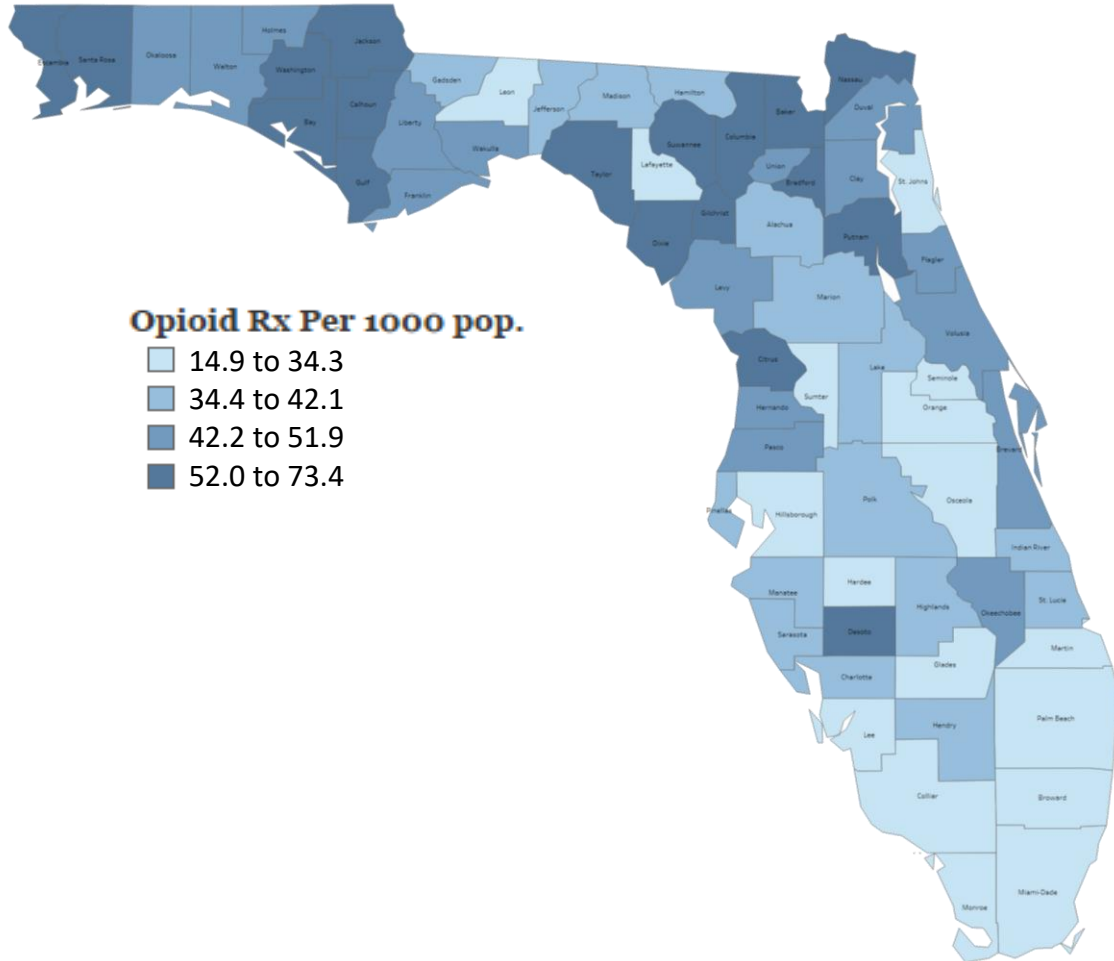 Holmes
Jackson
Escambia
Santa Rosa
Okaloosa
Walton
Washington
Gadsden
Leon
Madison
Hamilton
Nassau
Calhoun
Jefferson
Baker
Duval
Bay
Liberty
Columbia
Wakulla
Suwannee
Lafayette
Union
Taylor
Gulf
Bradford
Clay
St. Johns
Franklin
Gilchrist
Alachua
Putnam
Dixie
Flagler
Levy
Marion
Opioid Rx Per 1000 pop.
14.9 to 34.3
34.4 to 42.1
42.2 to 51.9
52.0 to 73.4
Volusia
Citrus
Lake
Seminole
Sumter
Hernando
Orange
Pasco
Brevard
Polk
Osceola
Pinellas
Hillsborough
Indian River
Hardee
Manatee
Highlands
Okeechobee
St. Lucie
Sarasota
Desoto
Martin
Glades
Charlotte
Palm Beach
Hendry
Lee
Collier
Broward
Miami-Dade
Monroe